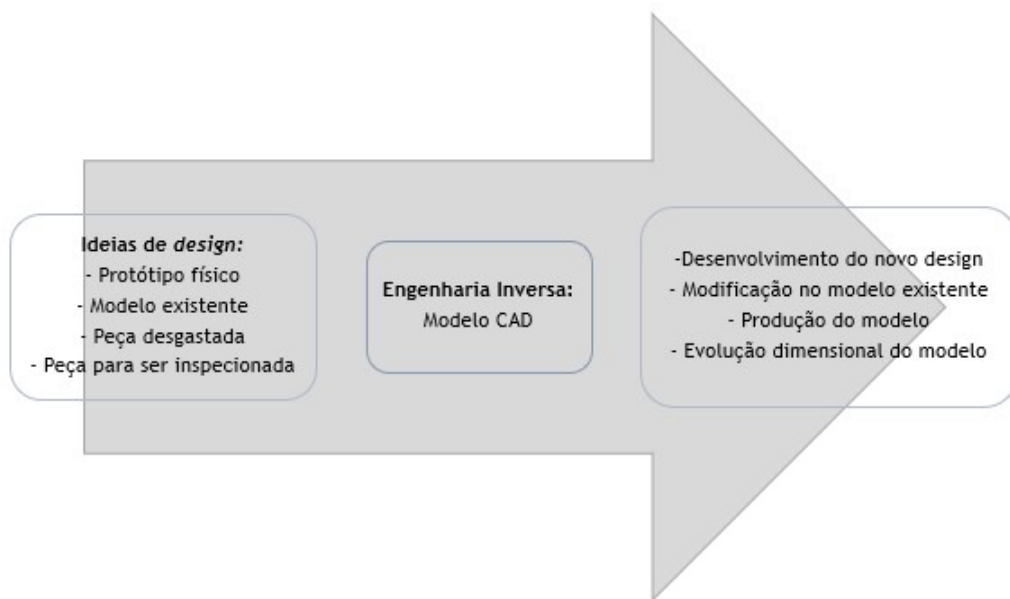 Ideias de design:
- Protótipo físico
- Modelo existente
- Peça desgastada
- Peça para ser inspecionada
Engenharia Inversa:
Modelo CAD
-Desenvolvimento do novo design
- Modificação no modelo existente
- Produção do modelo
- Evolução dimensional do modelo